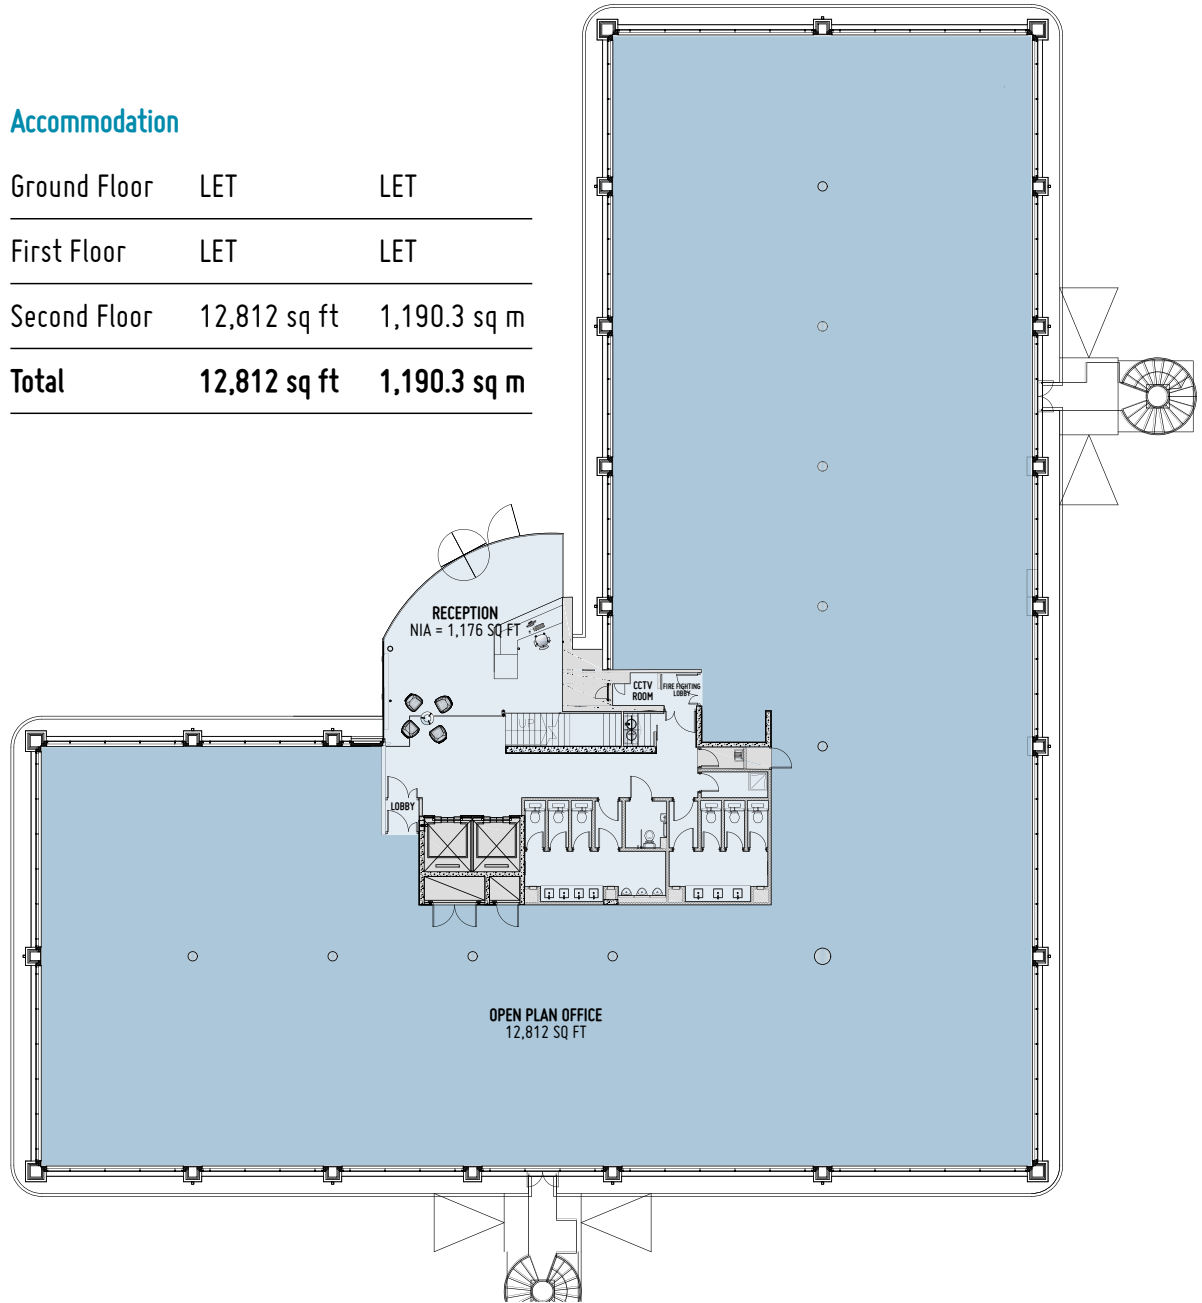 Accommodation
Ground Floor LET LET
First Floor LET LET
Second Floor 12,812 sq ft 1,190.3 sq m
Total 12,812 sq ft 1,190.3 sq m
RECEPTION
NIA = 1,176 SQ FT
CCTV
ROOM
FIRE FIGHTING
LOBBY
UP
LOBBY
OPEN PLAN OFFICE
12,812 SQ FT